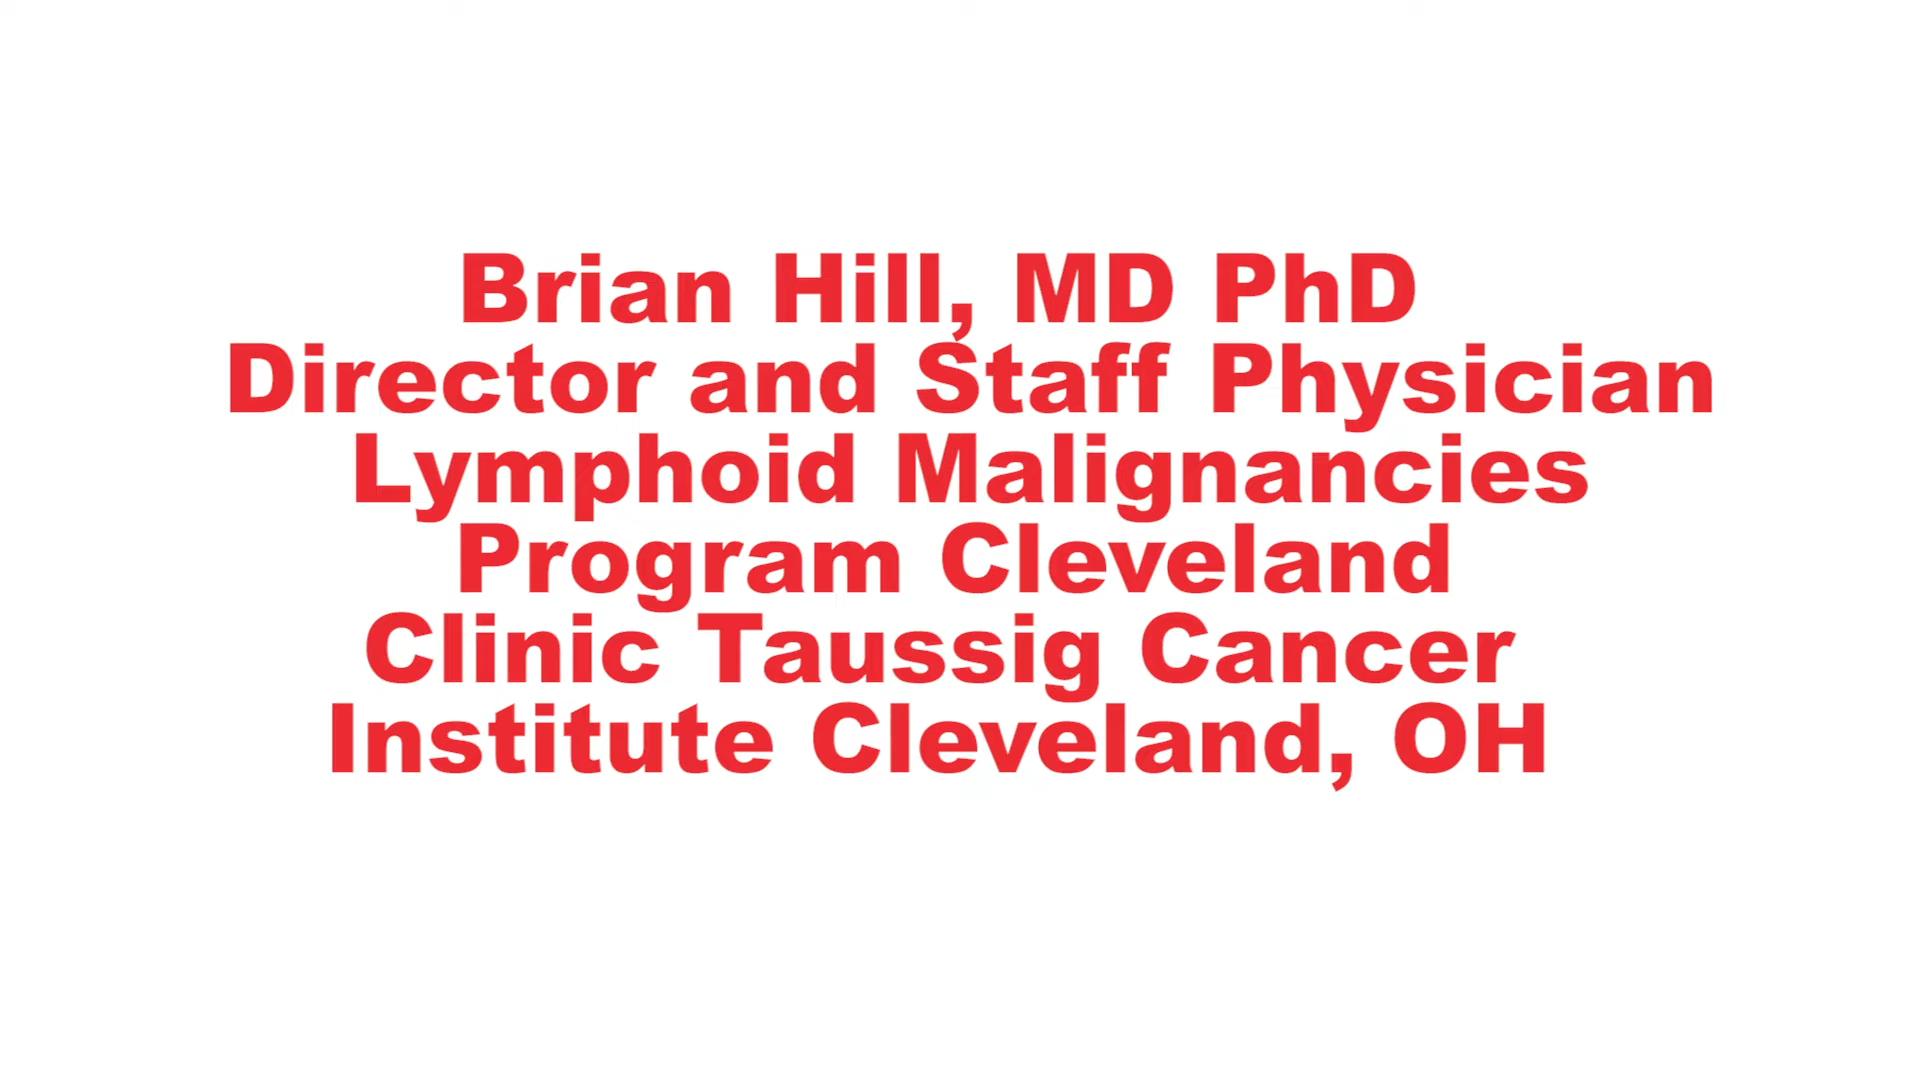 Brian Hill, MD PhD
Director and Staff Physician
Lymphoid Malignancies
Program Cleveland
Clinic Taussig Cancer
Institute Cleveland, OH